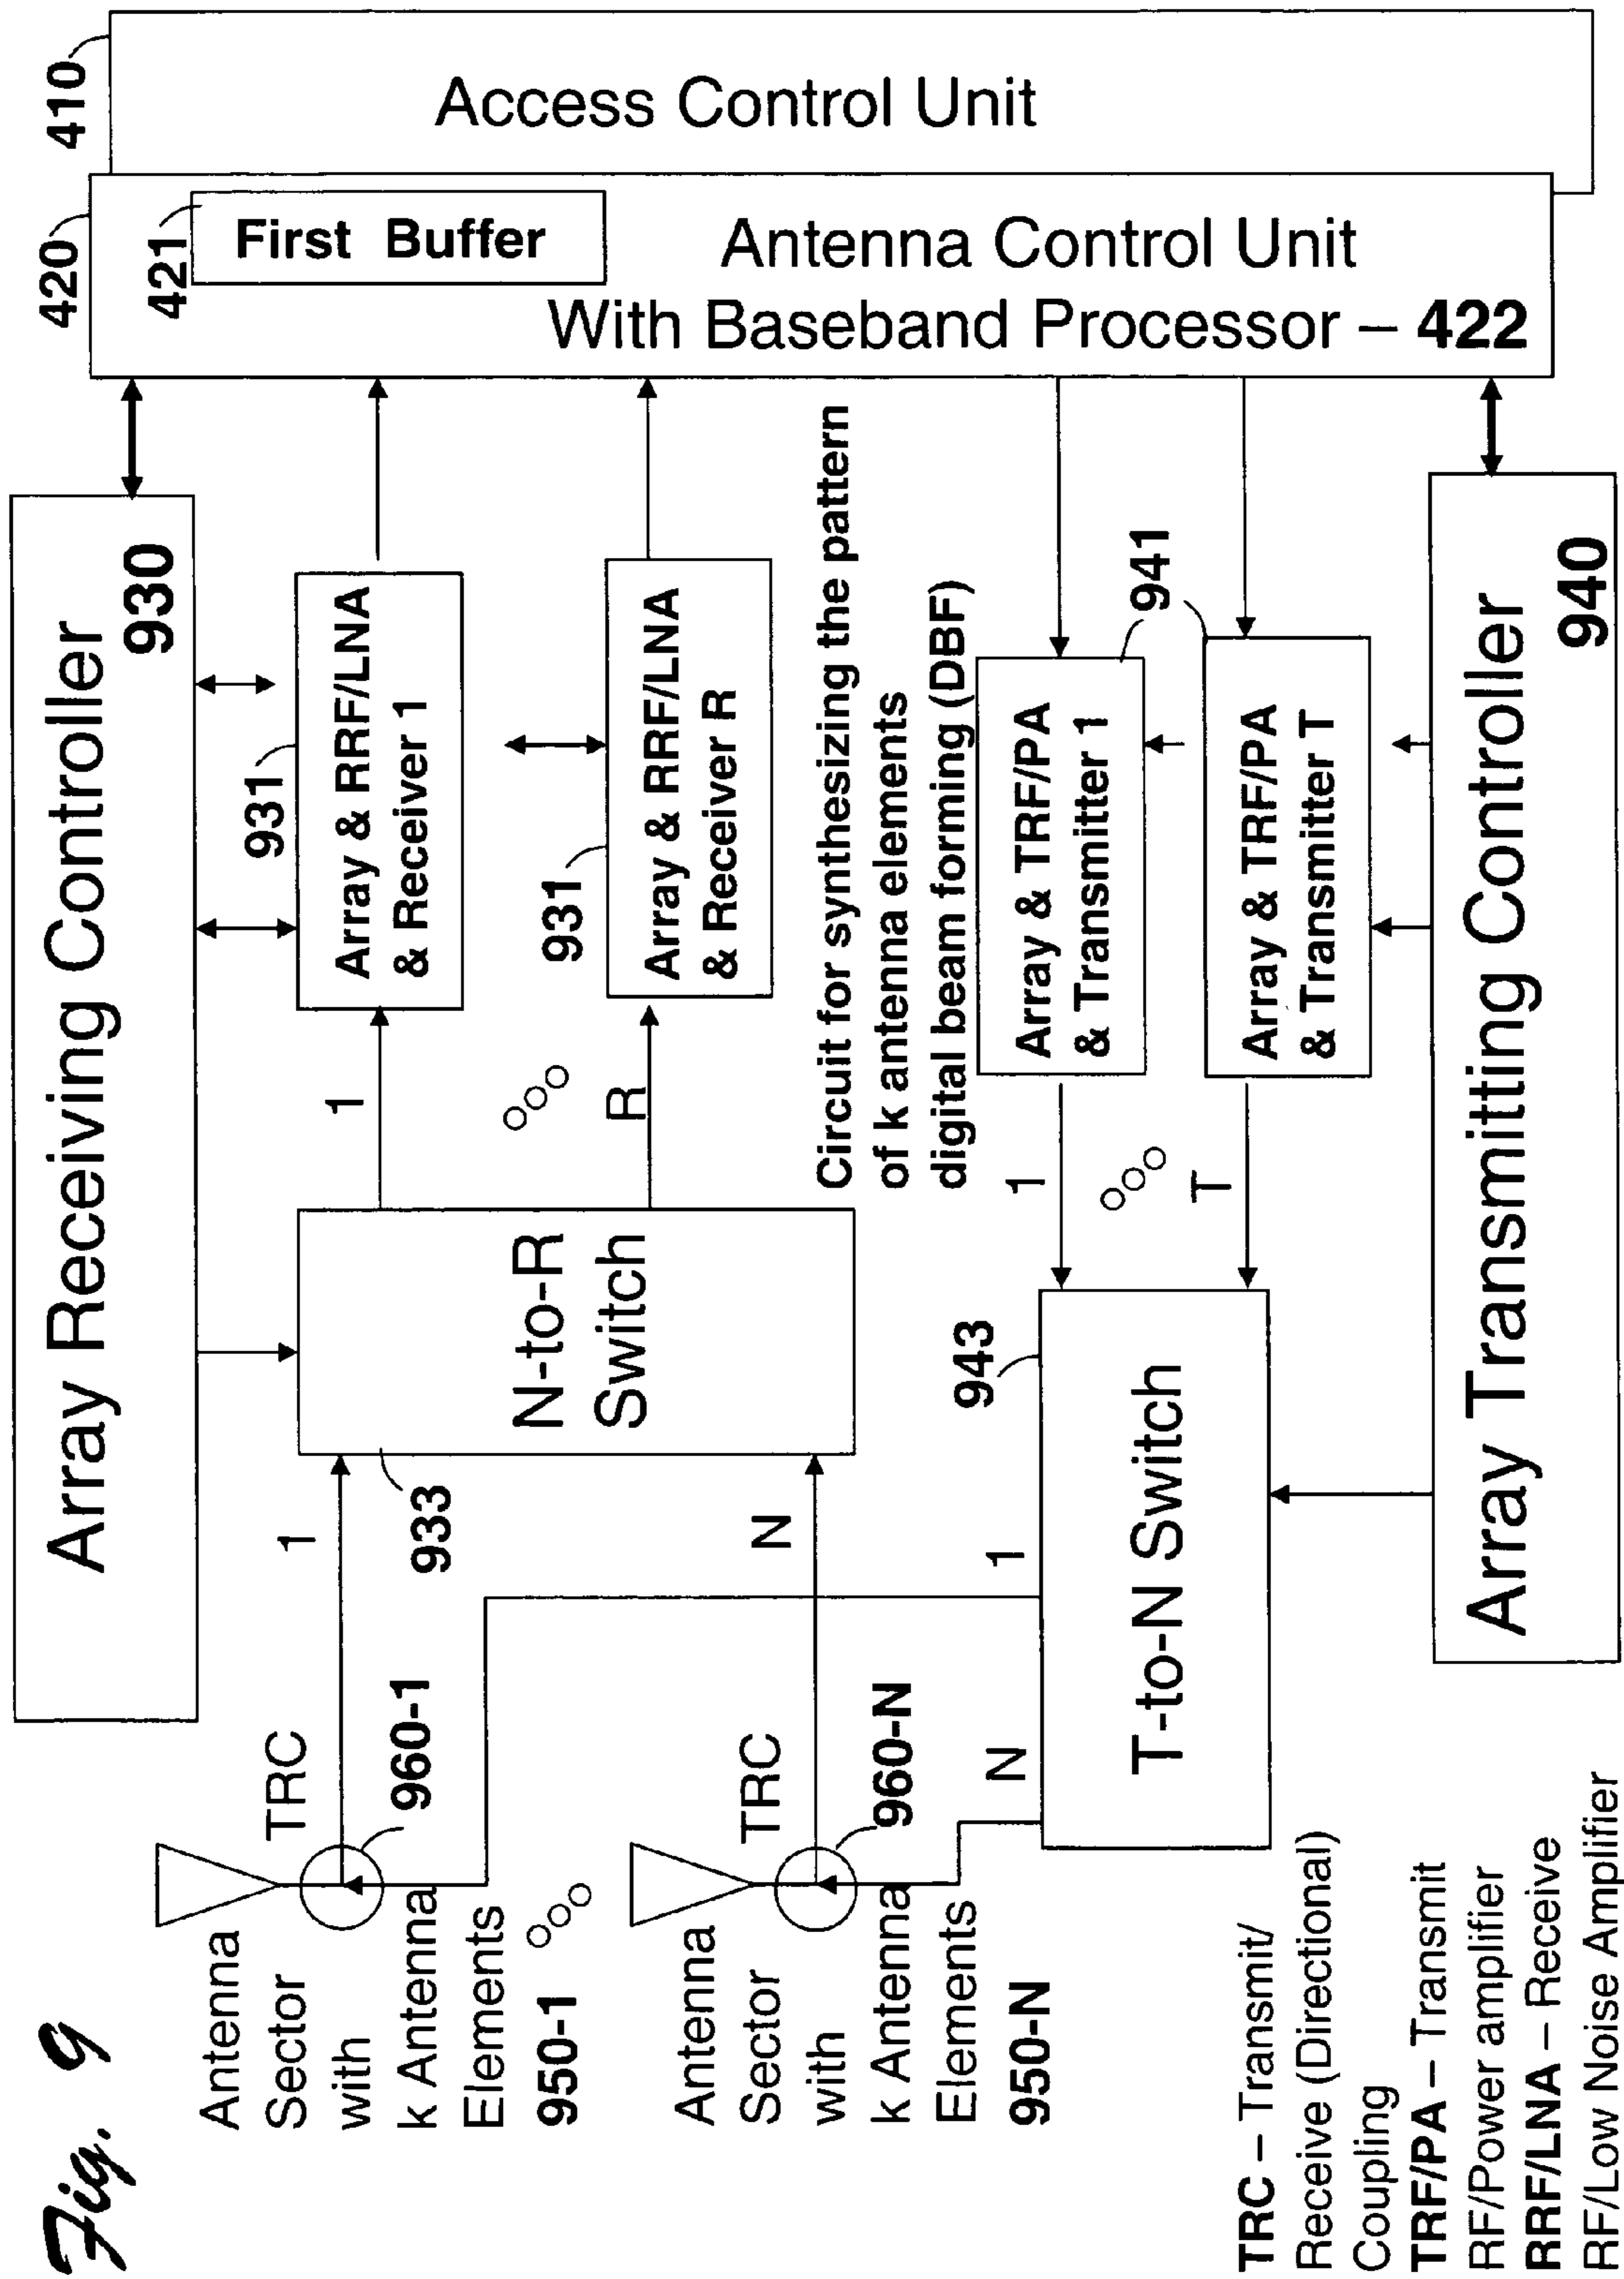 Fig. 9
Array Receiving Controller
930
Access Control Unit
410
Antenna Control Unit
With Baseband Processor – 422
420
First Buffer
421
Antenna
Sector
with
k Antenna
Elements
950-1
TRC
960-1
1
933
N-to-R
Switch
1
R
931
Array & RRF/LNA
& Receiver 1
931
Array & RRF/LNA
& Receiver R
Antenna
Sector
with
k Antenna
Elements
950-N
TRC
960-N
N
Circuit for synthesizing the pattern
of k antenna elements
digital beam forming (DBF)
N
1
943
T-to-N Switch
1
T
Array & TRF/PA
& Transmitter 1
941
Array & TRF/PA
& Transmitter T
Array Transmitting Controller
940
TRC – Transmit/
Receive (Directional)
Coupling
TRF/PA – Transmit
RF/Power amplifier
RRF/LNA – Receive
RF/Low Noise Amplifier